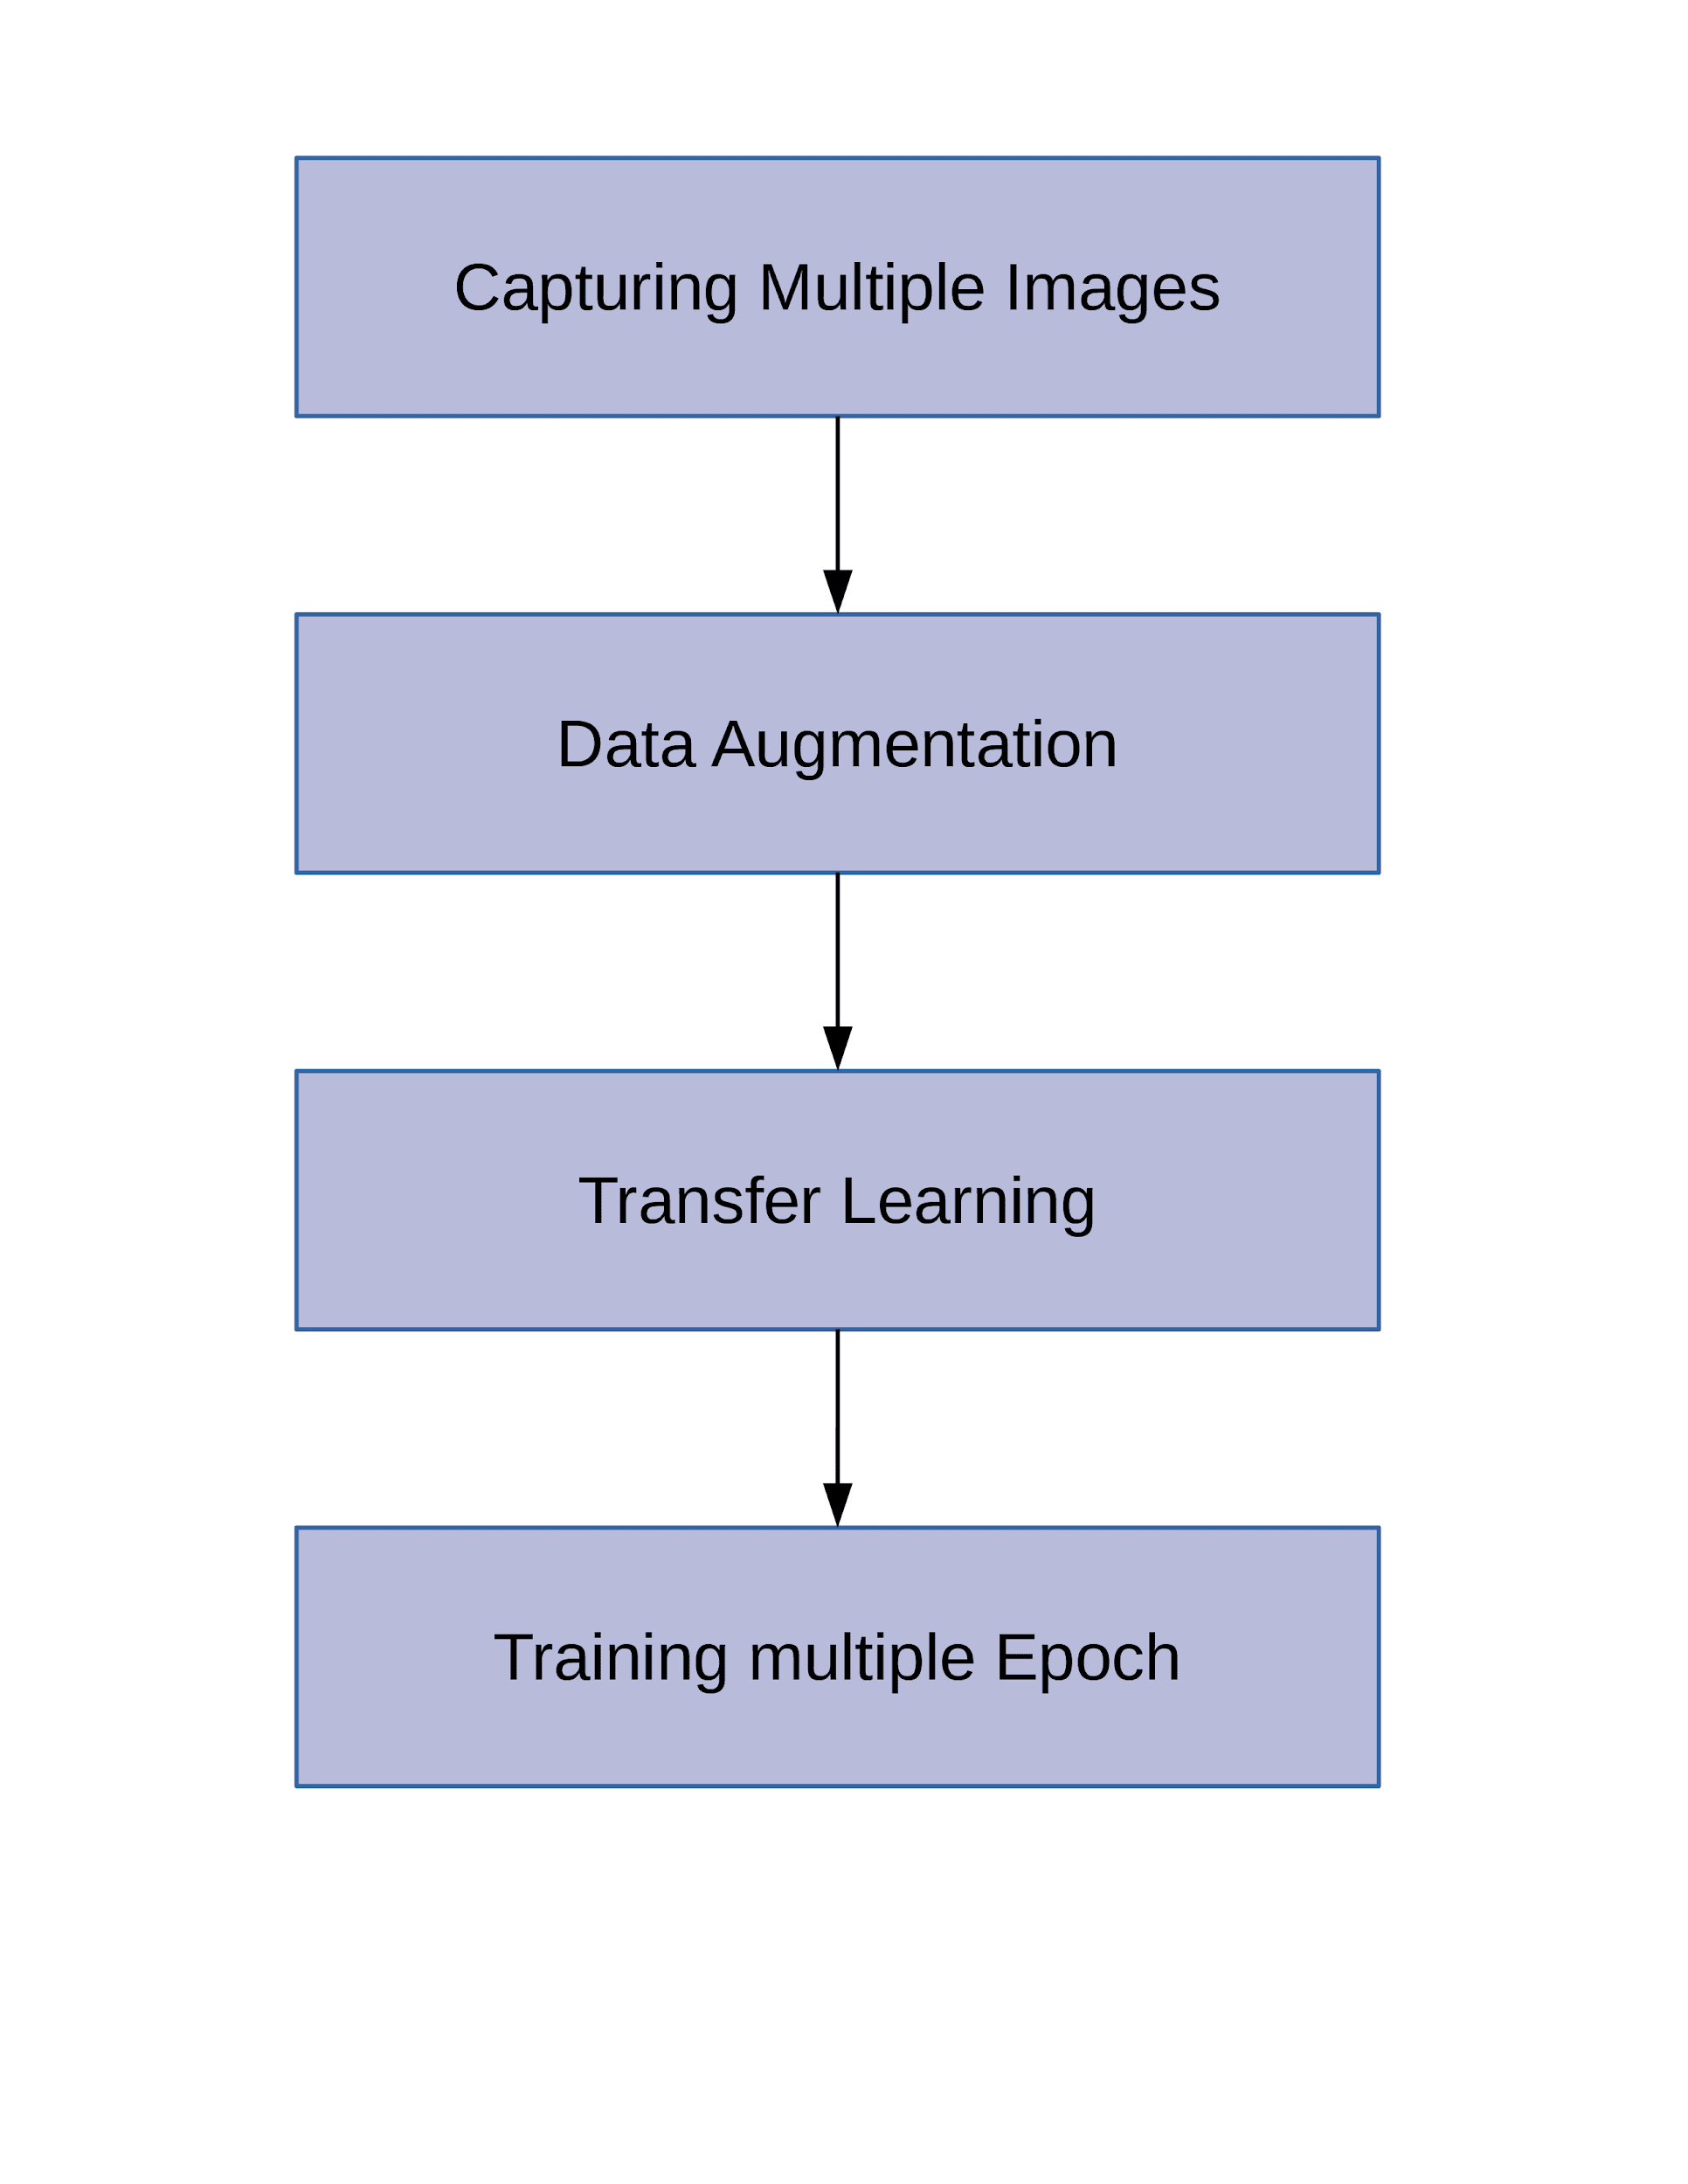 Capturing Multiple Images
Data Augmentation
Transfer Learning
Training multiple Epoch